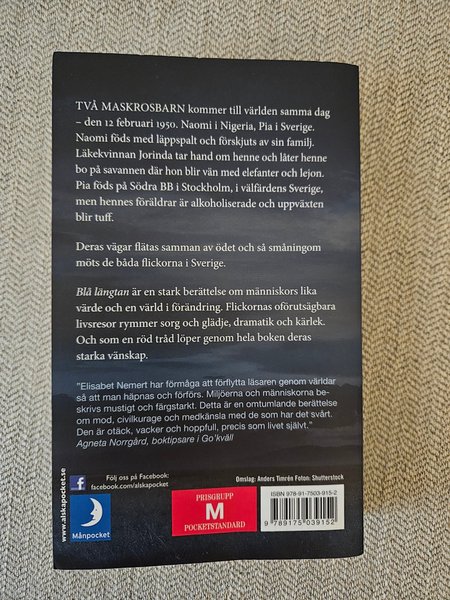 TVÅ MASKROSBARN kommer till världen samma dag
– den 12 februari 1950. Naomi i Nigeria, Pia i Sverige.
Naomi föds med läppspalt och förskjuts av sin familj.
Läkekvinnan Jorinda tar hand om henne och låter henne
bo på savannen där hon blir vän med elefanter och lejon.
Pia föds på Södra BB i Stockholm, i välfärdens Sverige,
men hennes föräldrar är alkoholiserade och uppväxten
blir tuff.
Deras vägar flätas samman av ödet och så småningom
möts de båda flickorna i Sverige.
Blå längtan är en stark berättelse om människors lika
värde och en värld i förändring. Flickornas oförutsägbara
livsresor rymmer sorg och glädje, dramatik och kärlek.
Och som en röd tråd löper genom hela boken deras
starka vänskap.
"Elisabet Nemert har förmåga att förflytta läsaren genom världar
så att man häpnas och förförs. Miljöerna och människorna be-
skrivs mustigt och färgstarkt. Detta är en omtumlande berättelse
om mod, civilkurage och medkänsla med de som har det svårt.
Den är otäck, vacker och hoppfull, precis som livet självt."
Agneta Norrgård, boktipsare i Go'kväll
www.alskapocket.se
f
Följ oss på Facebook:
facebook.com/alskapocket
Månpocket
PRISGRUPP
M
POCKETSTANDARD
Omslag: Anders Timrén Foton: Shutterstock
ISBN 978-91-7503-915-2
9 789175 039152